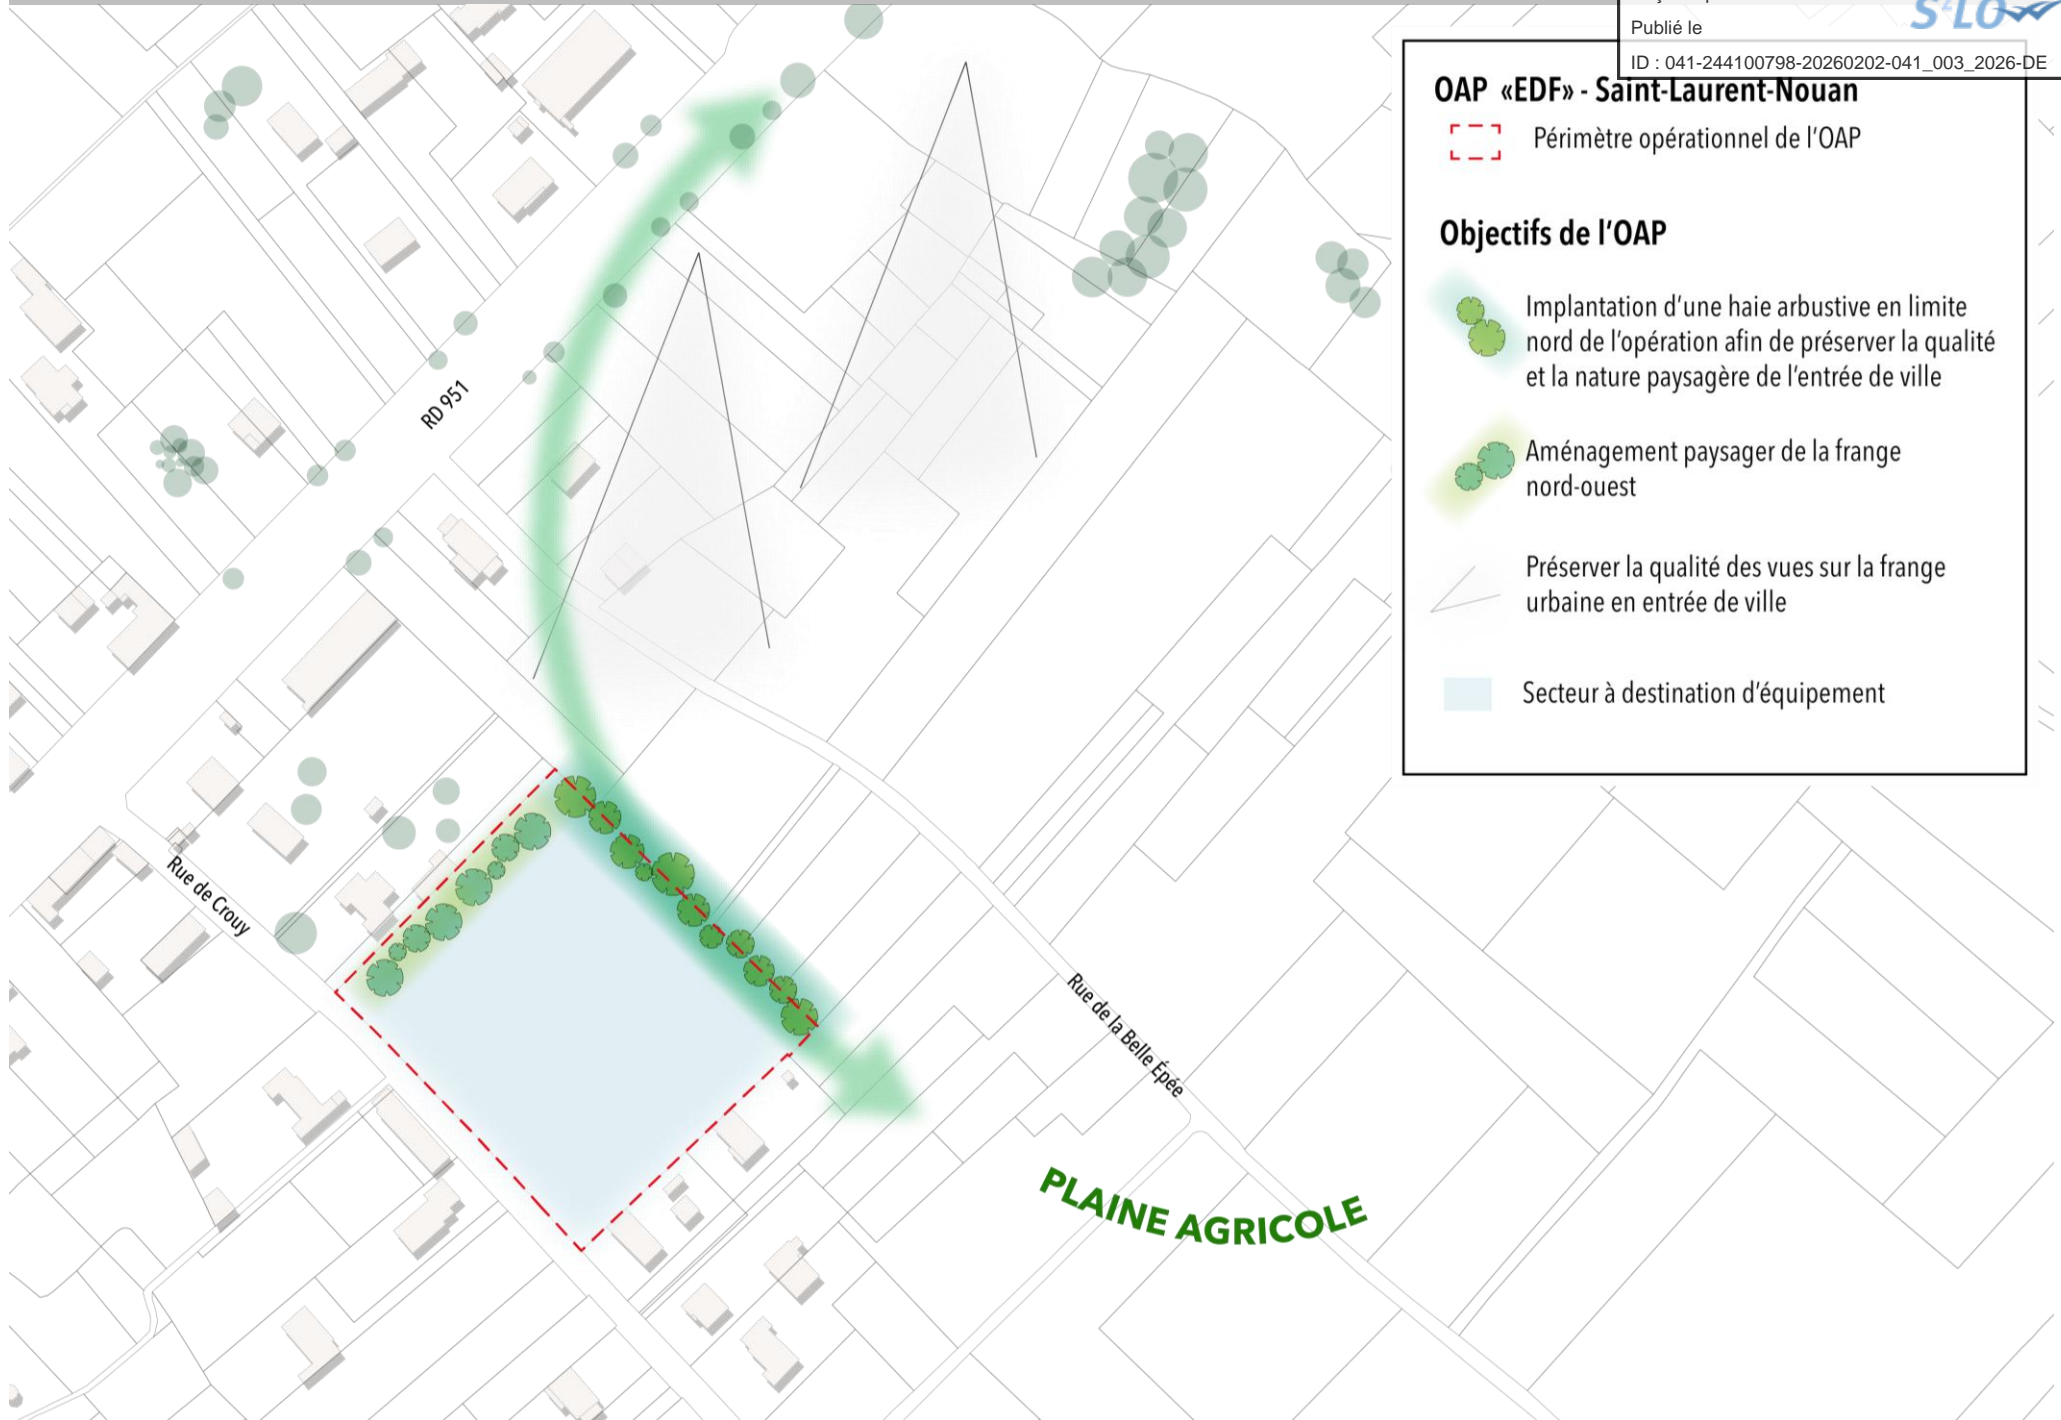 Publié le
S²LO
ID : 041-244100798-20260202-041_003_2026-DE
OAP «EDF» - Saint-Laurent-Nouan
Périmètre opérationnel de l'OAP
Objectifs de l'OAP
Implantation d'une haie arbustive en limite
nord de l'opération afin de préserver la qualité
et la nature paysagère de l'entrée de ville
Aménagement paysager de la frange
nord-ouest
Préserver la qualité des vues sur la frange
urbaine en entrée de ville
Secteur à destination d'équipement
RD 951
Rue de Crouy
Rue de la Belle Épée
PLAINE AGRICOLE